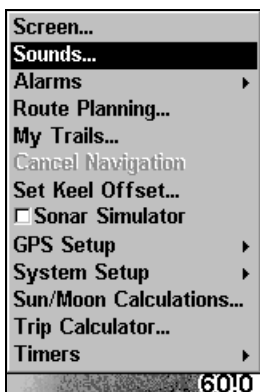 Screen...
Sounds...
Alarms
Route Planning...
My Trails...
Cancel Navigation
Set Keel Offset...
Sonar Simulator
GPS Setup
System Setup
Sun/Moon Calculations...
Trip Calculator...
Timers
60.0